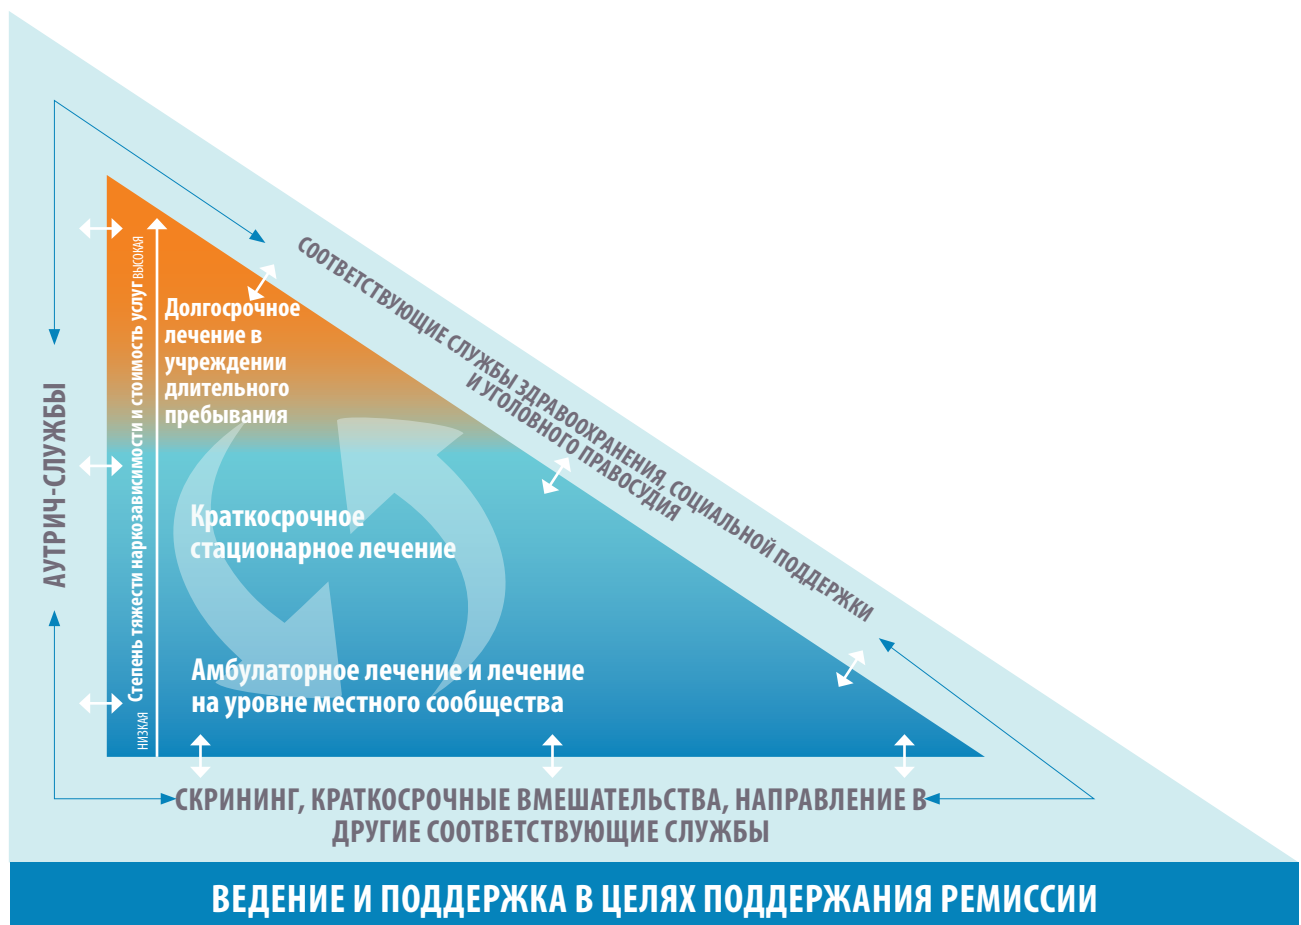 СООТВЕТСТВУЮЩИЕ СЛУЖБЫ ЗДРАВООХРАНЕНИЯ, СОЦИАЛЬНОЙ ПОДДЕРЖКИ
И УГОЛОВНОГО ПРАВОСУДИЯ
АУТРИЧ-СЛУЖБЫ
НИЗКАЯ Степень тяжести наркозависимости и стоимость услуг ВЫСОКАЯ
Долгосрочное
лечение в
учреждении
длительного
пребывания
Краткосрочное
стационарное лечение
Амбулаторное лечение и лечение
на уровне местного сообщества
СКРИНИНГ, КРАТКОСРОЧНЫЕ ВМЕШАТЕЛЬСТВА, НАПРАВЛЕНИЕ В
ДРУГИЕ СООТВЕТСТВУЮЩИЕ СЛУЖБЫ
ВЕДЕНИЕ И ПОДДЕРЖКА В ЦЕЛЯХ ПОДДЕРЖАНИЯ РЕМИССИИ